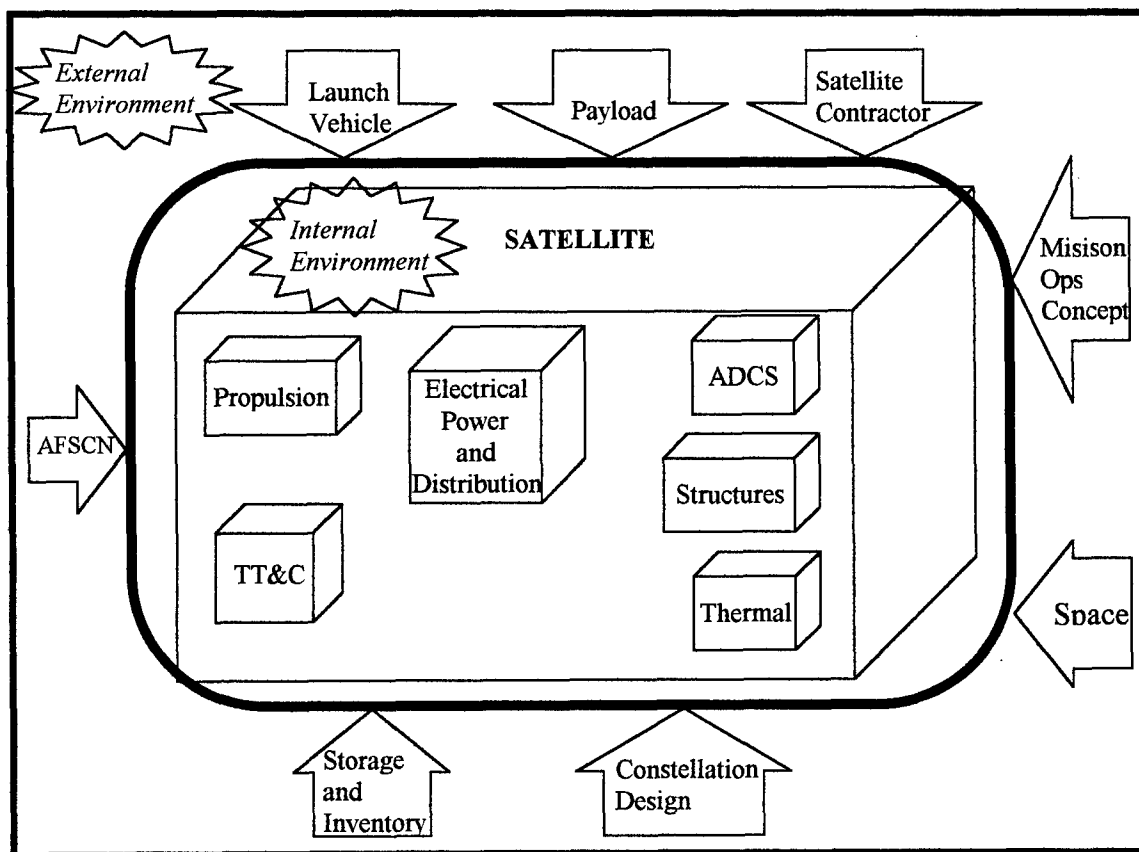 External
Environment
Launch
Vehicle
Payload
Satellite
Contractor
Internal
Environment
SATELLITE
Misison
Ops
Concept
Propulsion
Electrical
Power
and
Distribution
ADCS
AFSCN
Structures
TT&C
Thermal
Space
Storage
and
Inventory
Constellation
Design